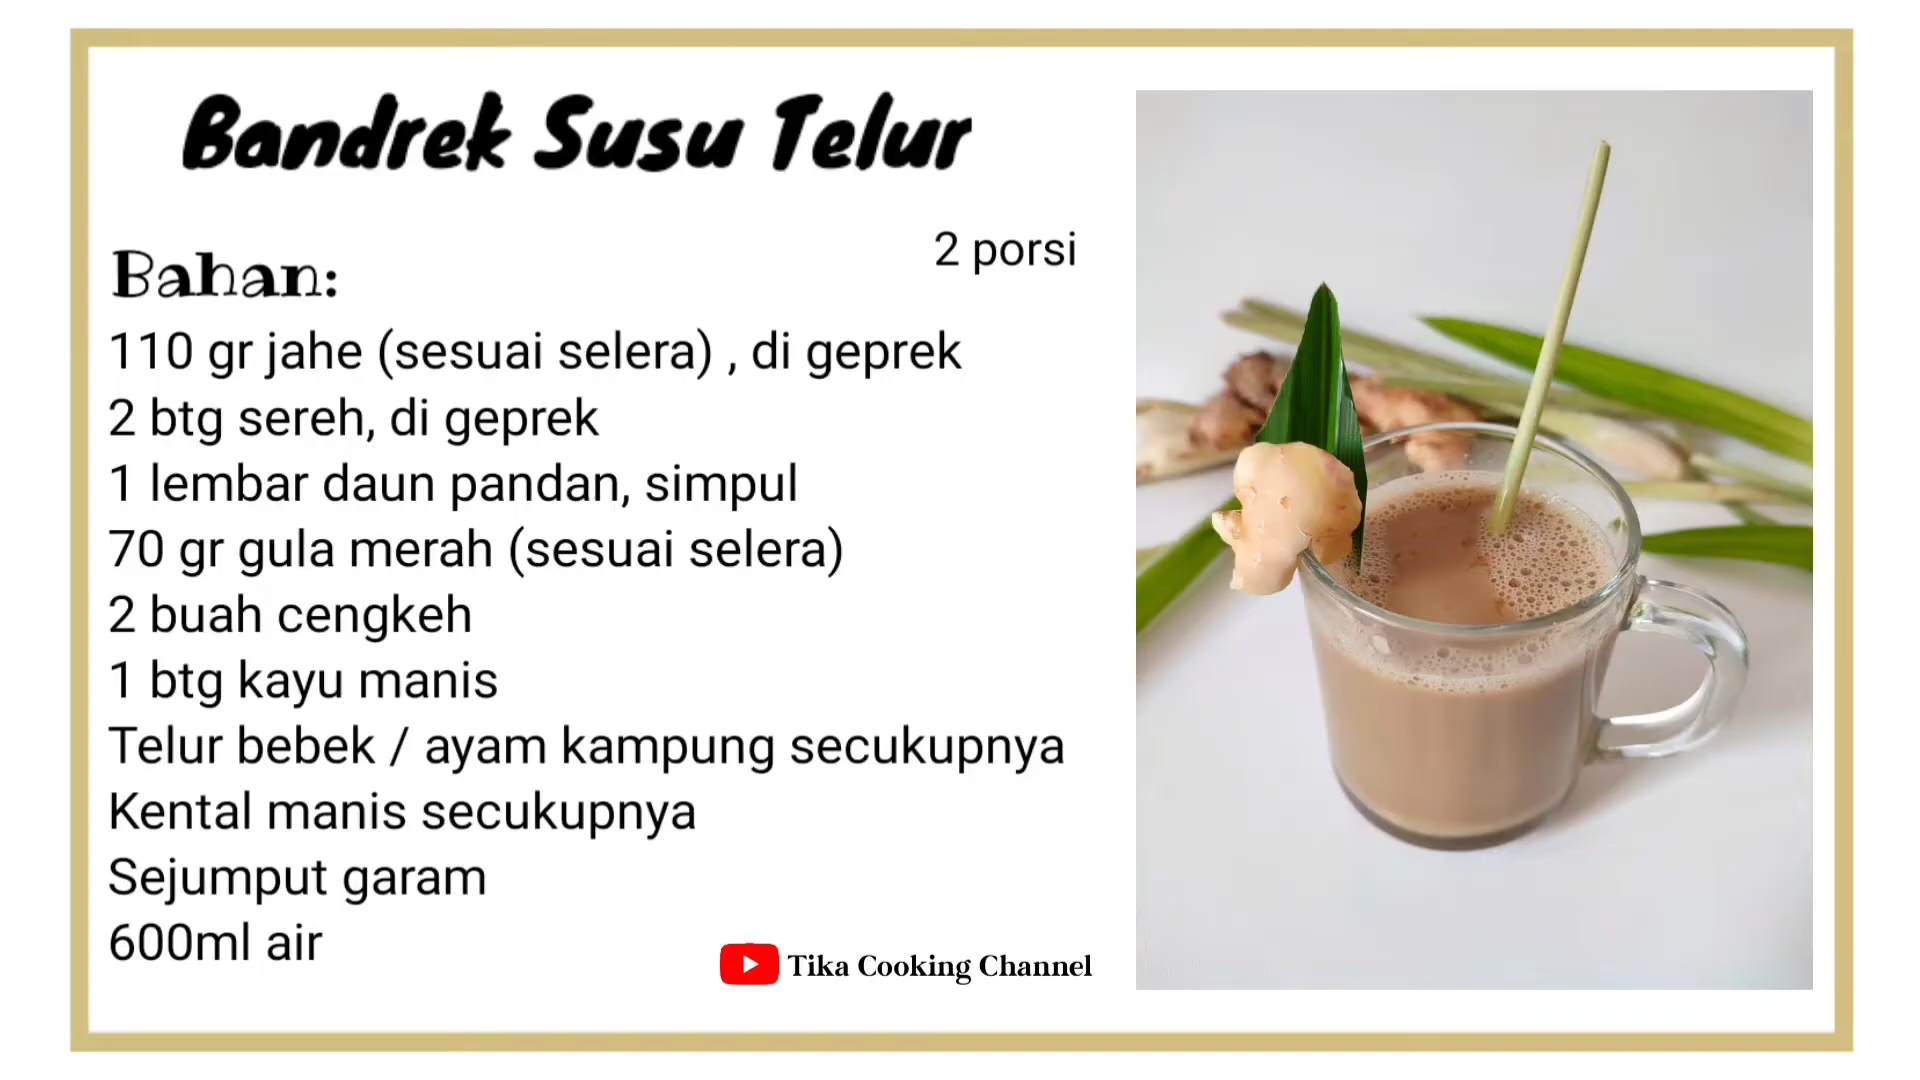 Bandrek Susu Telur
2 porsi
Bahan:
110 gr jahe (sesuai selera) , di geprek
2 btg sereh, di geprek
1 lembar daun pandan, simpul
70 gr gula merah (sesuai selera)
2 buah cengkeh
1 btg kayu manis
Telur bebek / ayam kampung secukupnya
Kental manis secukupnya
Sejumput garam
600ml air
Tika Cooking Channel